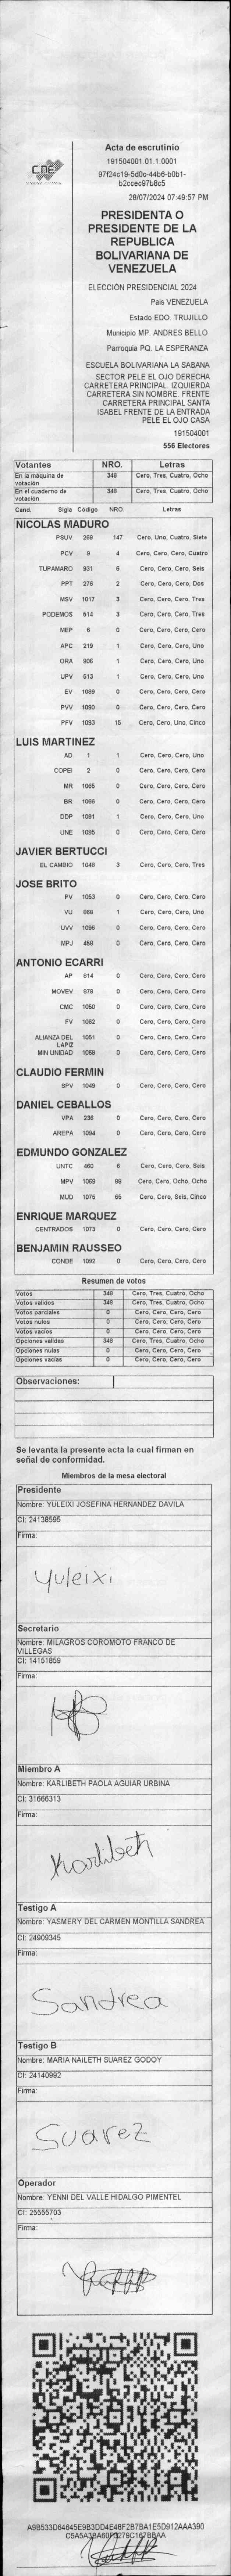 CNE
Acta de escrutinio
191504001.01.1.0001
97f24c19-5d0c-44b6-b0b1-
b2ccec97b8c5
28/07/2024 07:49:57 PM
PRESIDENTA O
PRESIDENTE DE LA
REPUBLICA
BOLIVARIANA DE
VENEZUELA
ELECCIÓN PRESIDENCIAL 2024
Pais VENEZUELA
Estado EDO. TRUJILLO
Municipio MP. ANDRES BELLO
Parroquia PQ. LA ESPERANZA
ESCUELA BOLIVARIANA LA SABANA
SECTOR PELE EL OJO DERECHA
CARRETERA PRINCIPAL. IZQUIERDA
CARRETERA SIN NOMBRE. FRENTE
CARRETERA PRINCIPAL SANTA
ISABEL FRENTE DE LA ENTRADA
PELE EL OJO CASA
191504001
556 Electores
Votantes NRO. Letras
En la máquina de votación 348 Cero, Tres, Cuatro, Ocho
En el cuaderno de votación 348 Cero, Tres, Cuatro, Ocho
Cand. Sigla Código NRO. Letras
NICOLAS MADURO
PSUV 269 147 Cero, Uno, Cuatro, Siete
PCV 9 4 Cero, Cero, Cero, Cuatro
TUPAMARO 931 6 Cero, Cero, Cero, Seis
PPT 276 2 Cero, Cero, Cero, Dos
MSV 1017 3 Cero, Cero, Cero, Tres
PODEMOS 514 3 Cero, Cero, Cero, Tres
MEP 6 0 Cero, Cero, Cero, Cero
APC 219 1 Cero, Cero, Cero, Uno
ORA 906 1 Cero, Cero, Cero, Uno
UPV 513 1 Cero, Cero, Cero, Uno
EV 1089 0 Cero, Cero, Cero, Cero
PVV 1090 0 Cero, Cero, Cero, Cero
PFV 1093 15 Cero, Cero, Uno, Cinco
LUIS MARTINEZ
AD 1 1 Cero, Cero, Cero, Uno
COPEI 2 0 Cero, Cero, Cero, Cero
MR 1065 0 Cero, Cero, Cero, Cero
BR 1066 0 Cero, Cero, Cero, Cero
DDP 1091 1 Cero, Cero, Cero, Uno
UNE 1095 0 Cero, Cero, Cero, Cero
JAVIER BERTUCCI
EL CAMBIO 1048 3 Cero, Cero, Cero, Tres
JOSE BRITO
PV 1053 0 Cero, Cero, Cero, Cero
VU 868 1 Cero, Cero, Cero, Uno
UVV 1096 0 Cero, Cero, Cero, Cero
MPJ 456 0 Cero, Cero, Cero, Cero
ANTONIO ECARRI
AP 814 0 Cero, Cero, Cero, Cero
MOVEV 978 0 Cero, Cero, Cero, Cero
CMC 1050 0 Cero, Cero, Cero, Cero
FV 1062 0 Cero, Cero, Cero, Cero
ALIANZA DEL LAPIZ 1051 0 Cero, Cero, Cero, Cero
MIN UNIDAD 1068 0 Cero, Cero, Cero, Cero
CLAUDIO FERMIN
SPV 1049 0 Cero, Cero, Cero, Cero
DANIEL CEBALLOS
VPA 236 0 Cero, Cero, Cero, Cero
AREPA 1094 0 Cero, Cero, Cero, Cero
EDMUNDO GONZALEZ
UNTC 460 6 Cero, Cero, Cero, Seis
MPV 1069 88 Cero, Cero, Ocho, Ocho
MUD 1075 65 Cero, Cero, Seis, Cinco
ENRIQUE MARQUEZ
CENTRADOS 1073 0 Cero, Cero, Cero, Cero
BENJAMIN RAUSSEO
CONDE 1092 0 Cero, Cero, Cero, Cero
Resumen de votos
Votos 348 Cero, Tres, Cuatro, Ocho
Votos validos 348 Cero, Tres, Cuatro, Ocho
Votos parciales 0 Cero, Cero, Cero, Cero
Votos nulos 0 Cero, Cero, Cero, Cero
Votos vacios 0 Cero, Cero, Cero, Cero
Opciones validas 348 Cero, Tres, Cuatro, Ocho
Opciones nulas 0 Cero, Cero, Cero, Cero
Opciones vacias 0 Cero, Cero, Cero, Cero
Observaciones:
Se levanta la presente acta la cual firman en
señal de conformidad.
Miembros de la mesa electoral
Presidente
Nombre: YULEIXI JOSEFINA HERNANDEZ DAVILA
CI: 24138595
Firma:
Yuleixi
Secretario
Nombre: MILAGROS COROMOTO FRANCO DE
VILLEGAS
CI: 14151859
Firma:
Miembro A
Nombre: KARLIBETH PAOLA AGUIAR URBINA
CI: 31666313
Firma:
Karlibeth
Testigo A
Nombre: YASMERY DEL CARMEN MONTILLA SANDREA
CI: 24909345
Firma:
Sandrea
Testigo B
Nombre: MARIA NAILETH SUAREZ GODOY
CI: 24140992
Firma:
Suarez
Operador
Nombre: YENNI DEL VALLE HIDALGO PIMENTEL
CI: 25555703
Firma:
A9B533D64645E9B3DD4E48F2B7BA1E5D912AAA390